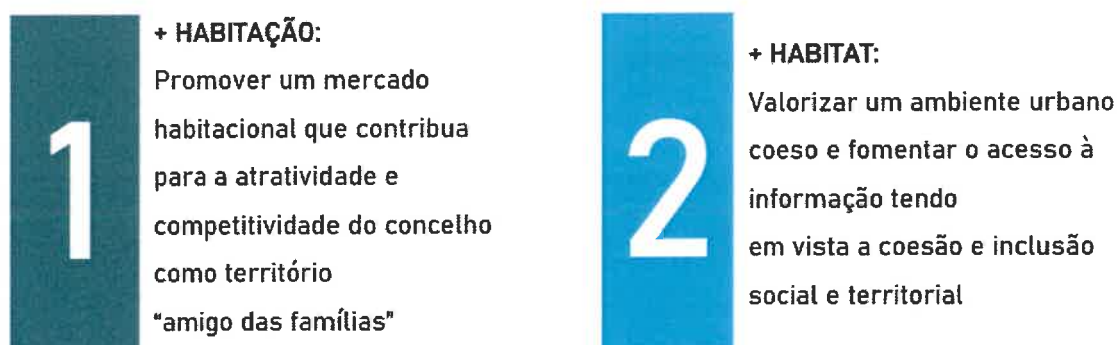 1
+ HABITAÇÃO:
Promover um mercado
habitacional que contribua
para a atratividade e
competitividade do concelho
como território
"amigo das famílias"
2
+ HABITAT:
Valorizar um ambiente urbano
coeso e fomentar o acesso à
informação tendo
em vista a coesão e inclusão
social e territorial